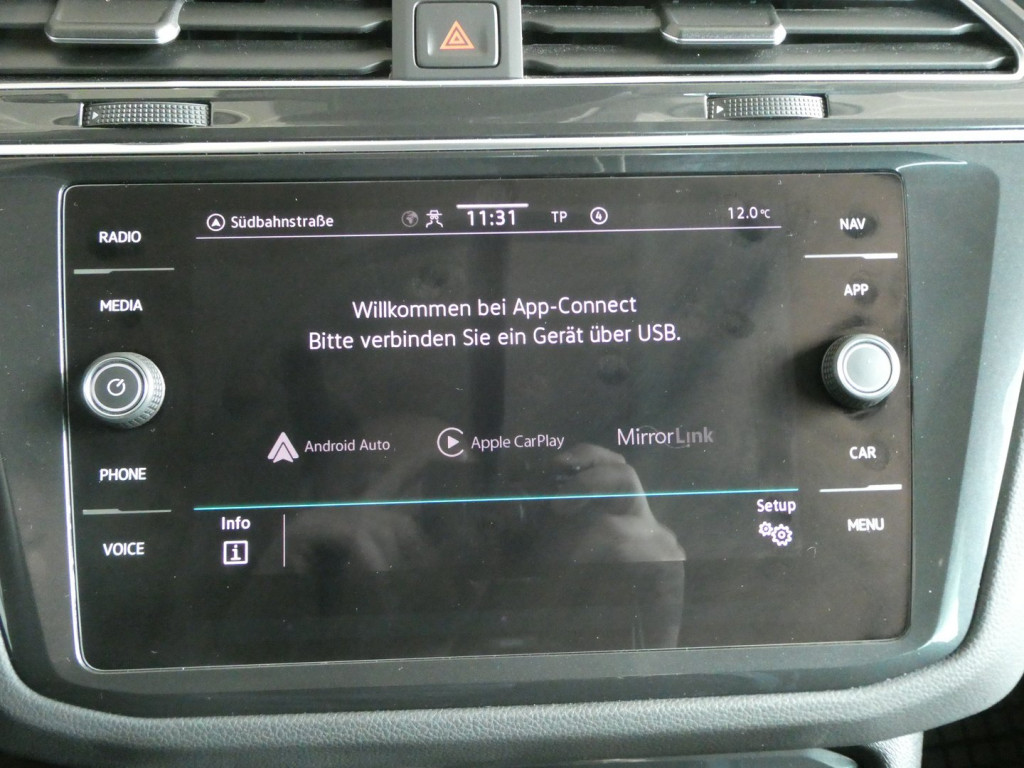 Südbahnstraße 11:31 TP 4 12.0°C
RADIO
NAV
MEDIA
APP
Willkommen bei App-Connect
Bitte verbinden Sie ein Gerät über USB.
Android Auto Apple CarPlay MirrorLink
PHONE
CAR
Info
Setup
VOICE
MENU